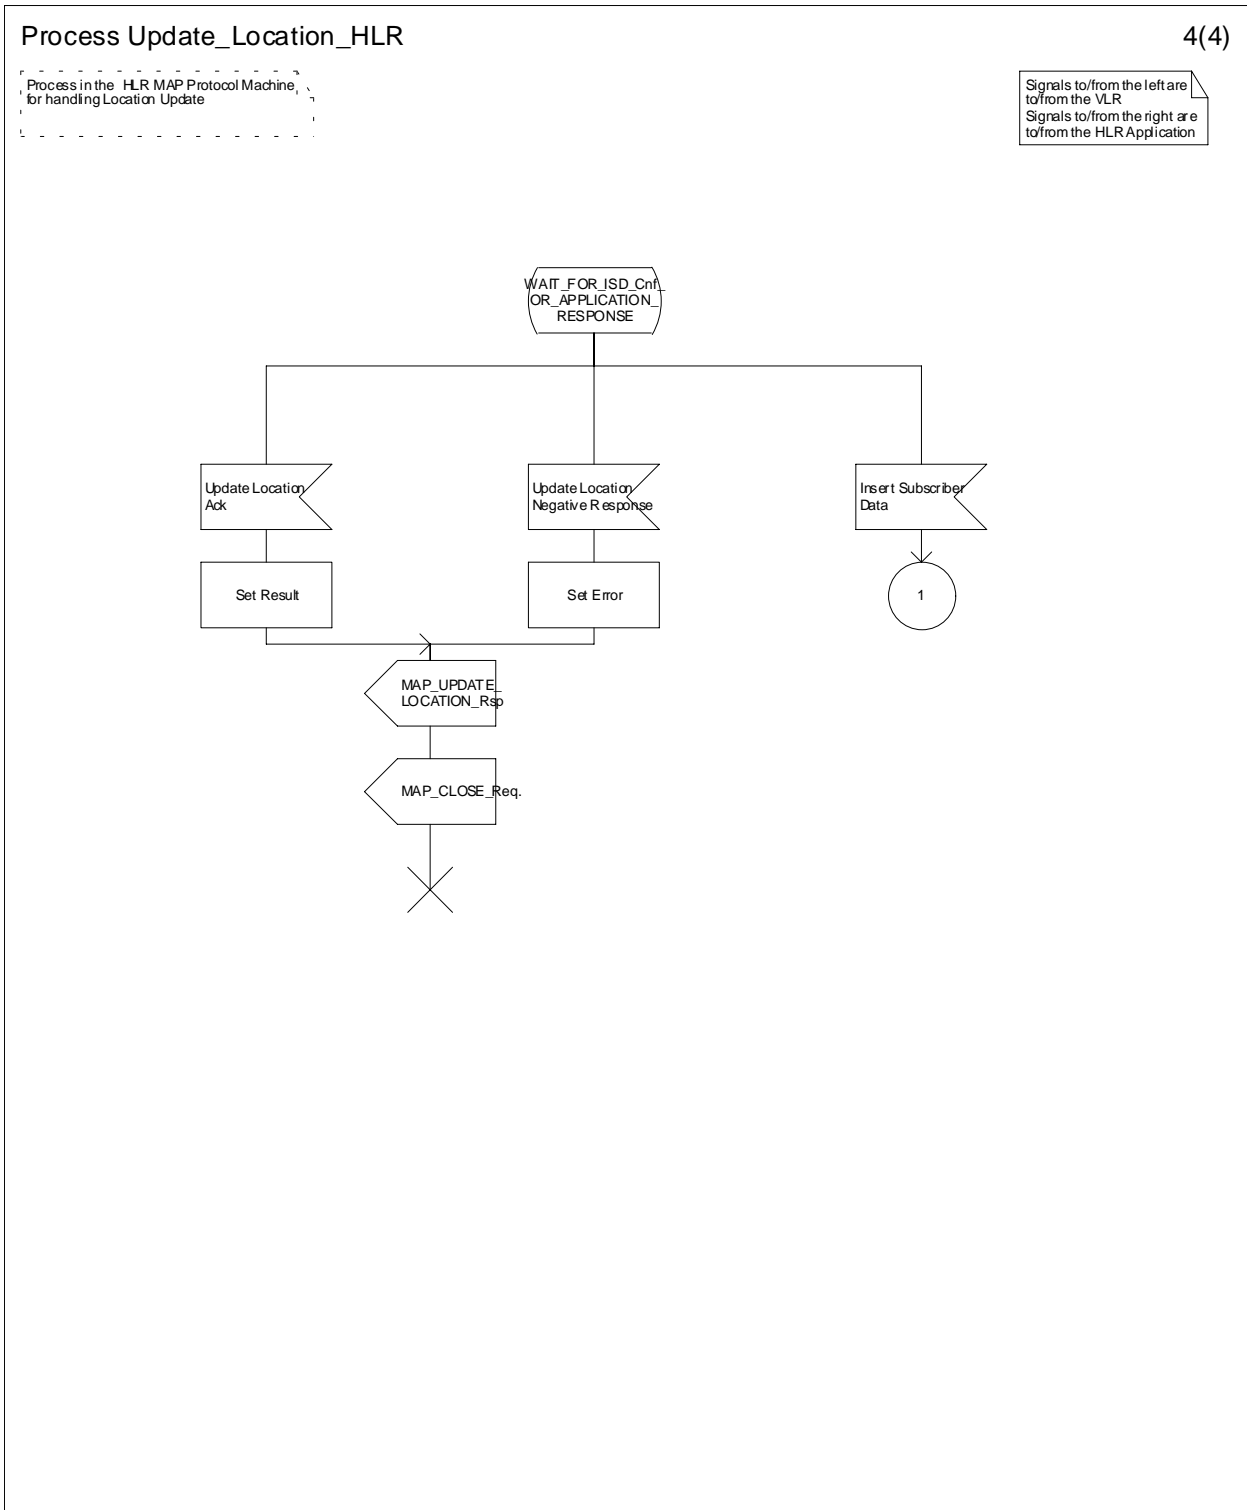 Process Update_Location_HLR
4(4)
Process in the HLR MAP Protocol Machine
for handling Location Update
Signals to/from the left are
to/from the VLR
Signals to/from the right are
to/from the HLR Application
WAIT_FOR_ISD_Cnf_
OR_APPLICATION_
RESPONSE
Update Location
Ack
Update Location
Negative Response
Insert Subscriber
Data
Set Result
Set Error
1
MAP_UPDATE_
LOCATION_Rsp
MAP_CLOSE_Req.